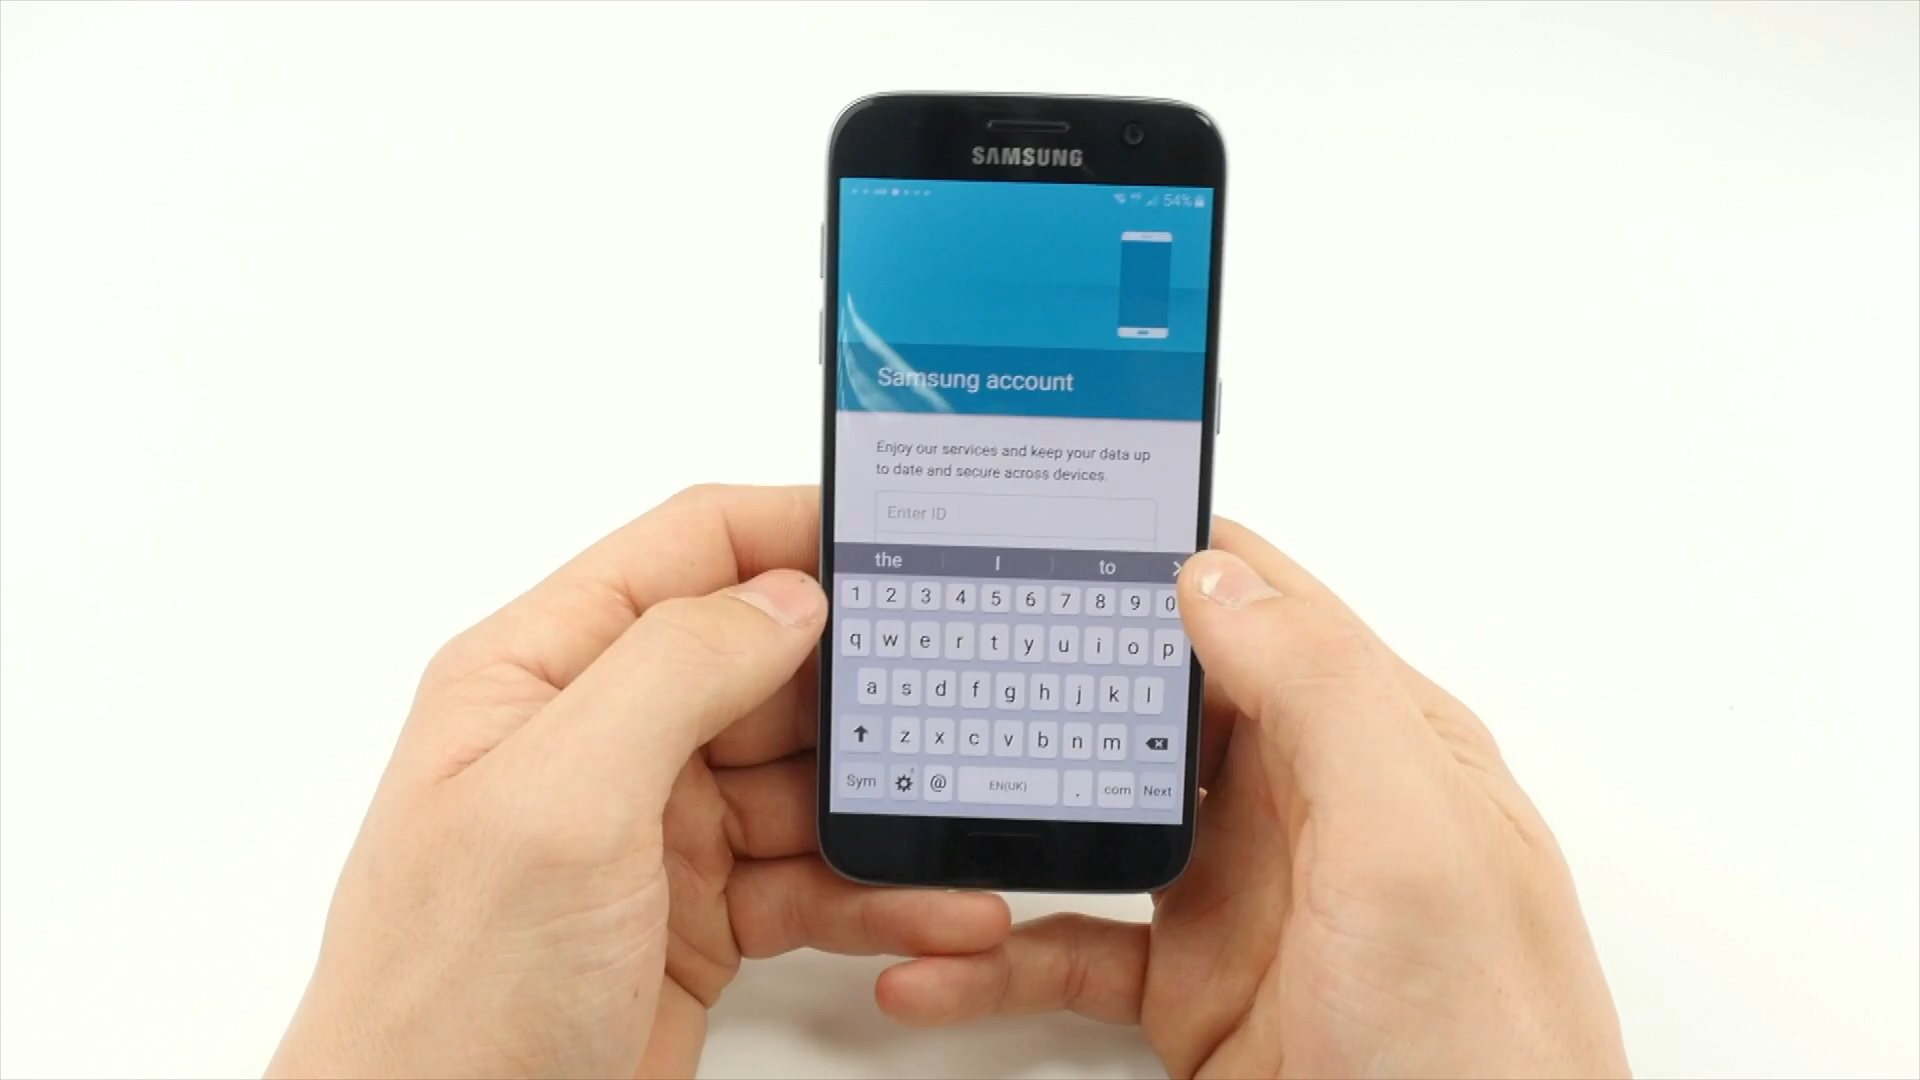 SAMSUNG
54%
Samsung account
Enjoy our services and keep your data up
to date and secure across devices.
Enter ID
the I to
1 2 3 4 5 6 7 8 9 0
q w e r t y u i o p
a s d f g h j k l
z x c v b n m
Sym @ EN(UK) . .com Next